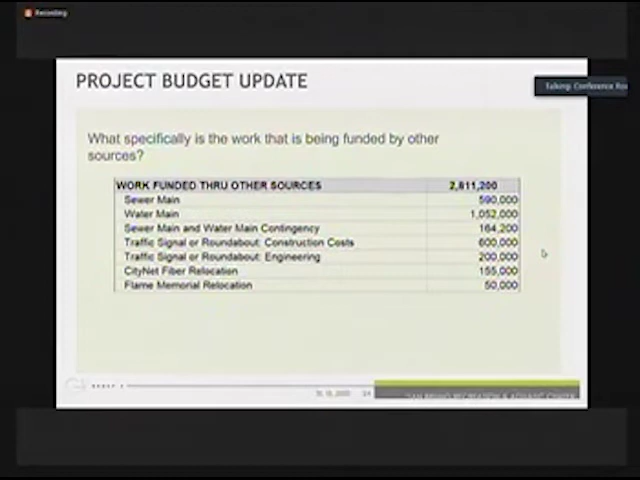 Recording
PROJECT BUDGET UPDATE
Talking: Conference Roo
What specifically is the work that is being funded by other
sources?
WORK FUNDED THRU OTHER SOURCES 2,811,200
Sewer Main 590,000
Water Main 1,052,000
Sewer Main and Water Main Contingency 164,200
Traffic Signal or Roundabout: Construction Costs 600,000
Traffic Signal or Roundabout: Engineering 200,000
CityNet Fiber Relocation 155,000
Flame Memorial Relocation 50,000